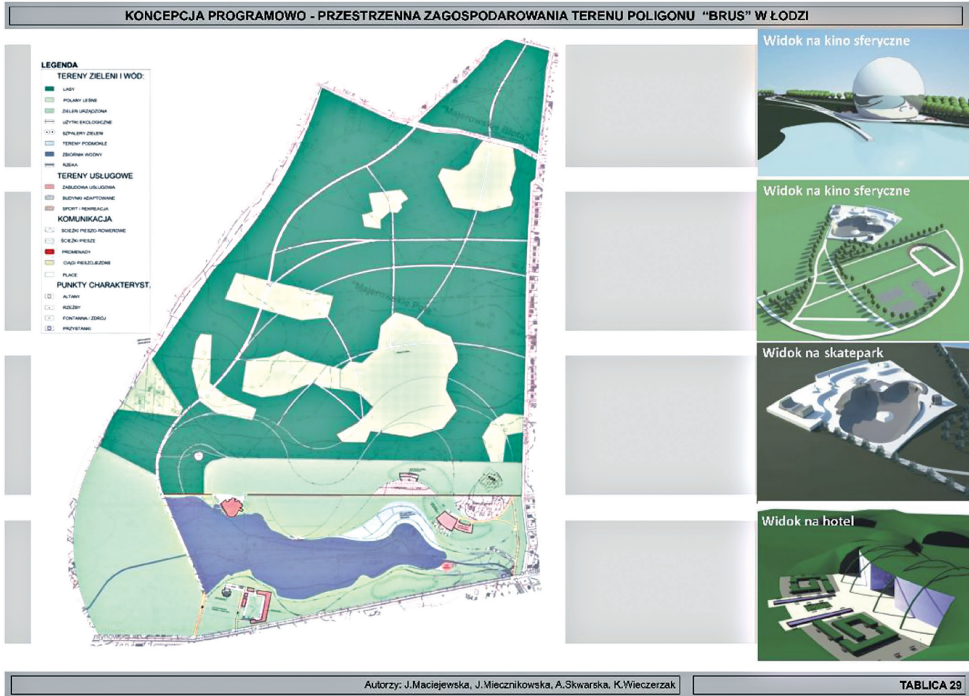 KONCEPCJA PROGRAMOWO - PRZESTRZENNA ZAGOSPODAROWANIA TERENU POLIGONU "BRUS" W ŁODZI
LEGENDA
TERENY ZIELENI I WÓD:
LASY
POLANY LEŚNE
ZIELEŃ URZĄDZONA
UŻYTKI EKOLOGICZNE
SZPALERY ZIELENI
TERENY PODMOKŁE
ZBIORNIK WODNY
RZEKA
TERENY USŁUGOWE
ZABUDOWA USŁUGOWA
BUDYNKI ADAPTOWANE
SPORT I REKREACJA
KOMUNIKACJA
ŚCIEŻKI PIESZO-ROWEROWE
ŚCIEŻKI PIESZE
PROMENADY
CIĄGI PIESZOJEZDNE
PLACE
PUNKTY CHARAKTERYST.
ALTANY
RZEŹBY
FONTANNA / ZDRÓJ
PRZYSTANKI
"Majerowskie Błota"
"Majerowskie
Widok na kino sferyczne
Widok na kino sferyczne
Widok na skatepark
Widok na hotel
Autorzy: J.Maciejewska, J.Miecznikowska, A.Skwarska, K.Wieczerzak
TABLICA 29